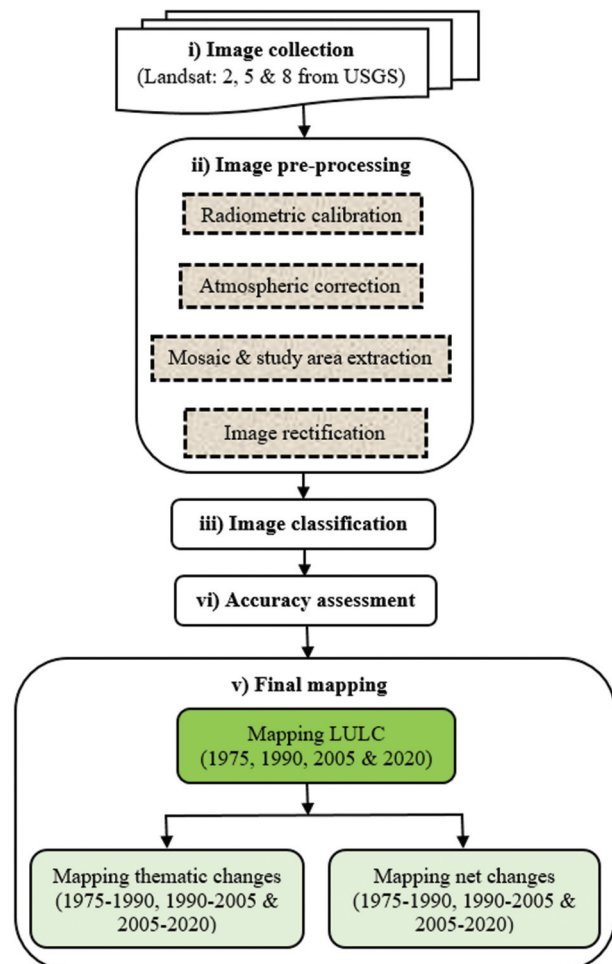 i) Image collection
(Landsat: 2, 5 & 8 from USGS)
ii) Image pre-processing
Radiometric calibration
Atmospheric correction
Mosaic & study area extraction
Image rectification
iii) Image classification
vi) Accuracy assessment
v) Final mapping
Mapping LULC
(1975, 1990, 2005 & 2020)
Mapping thematic changes
(1975-1990, 1990-2005 &
2005-2020)
Mapping net changes
(1975-1990, 1990-2005 &
2005-2020)